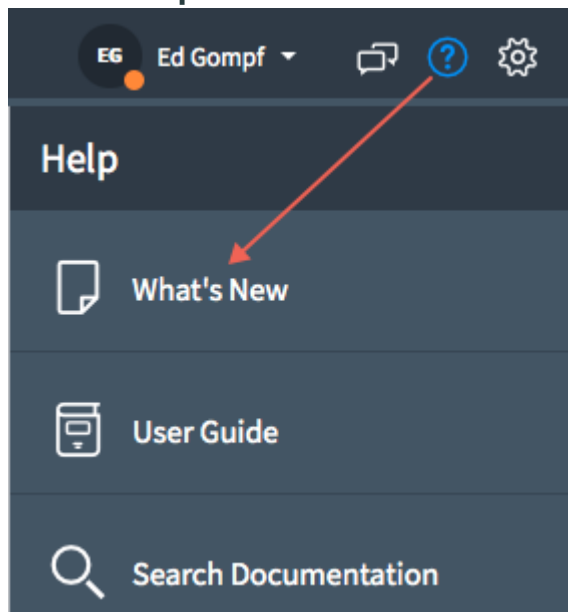 EG Ed Gompf
Help
What's New
User Guide
Search Documentation